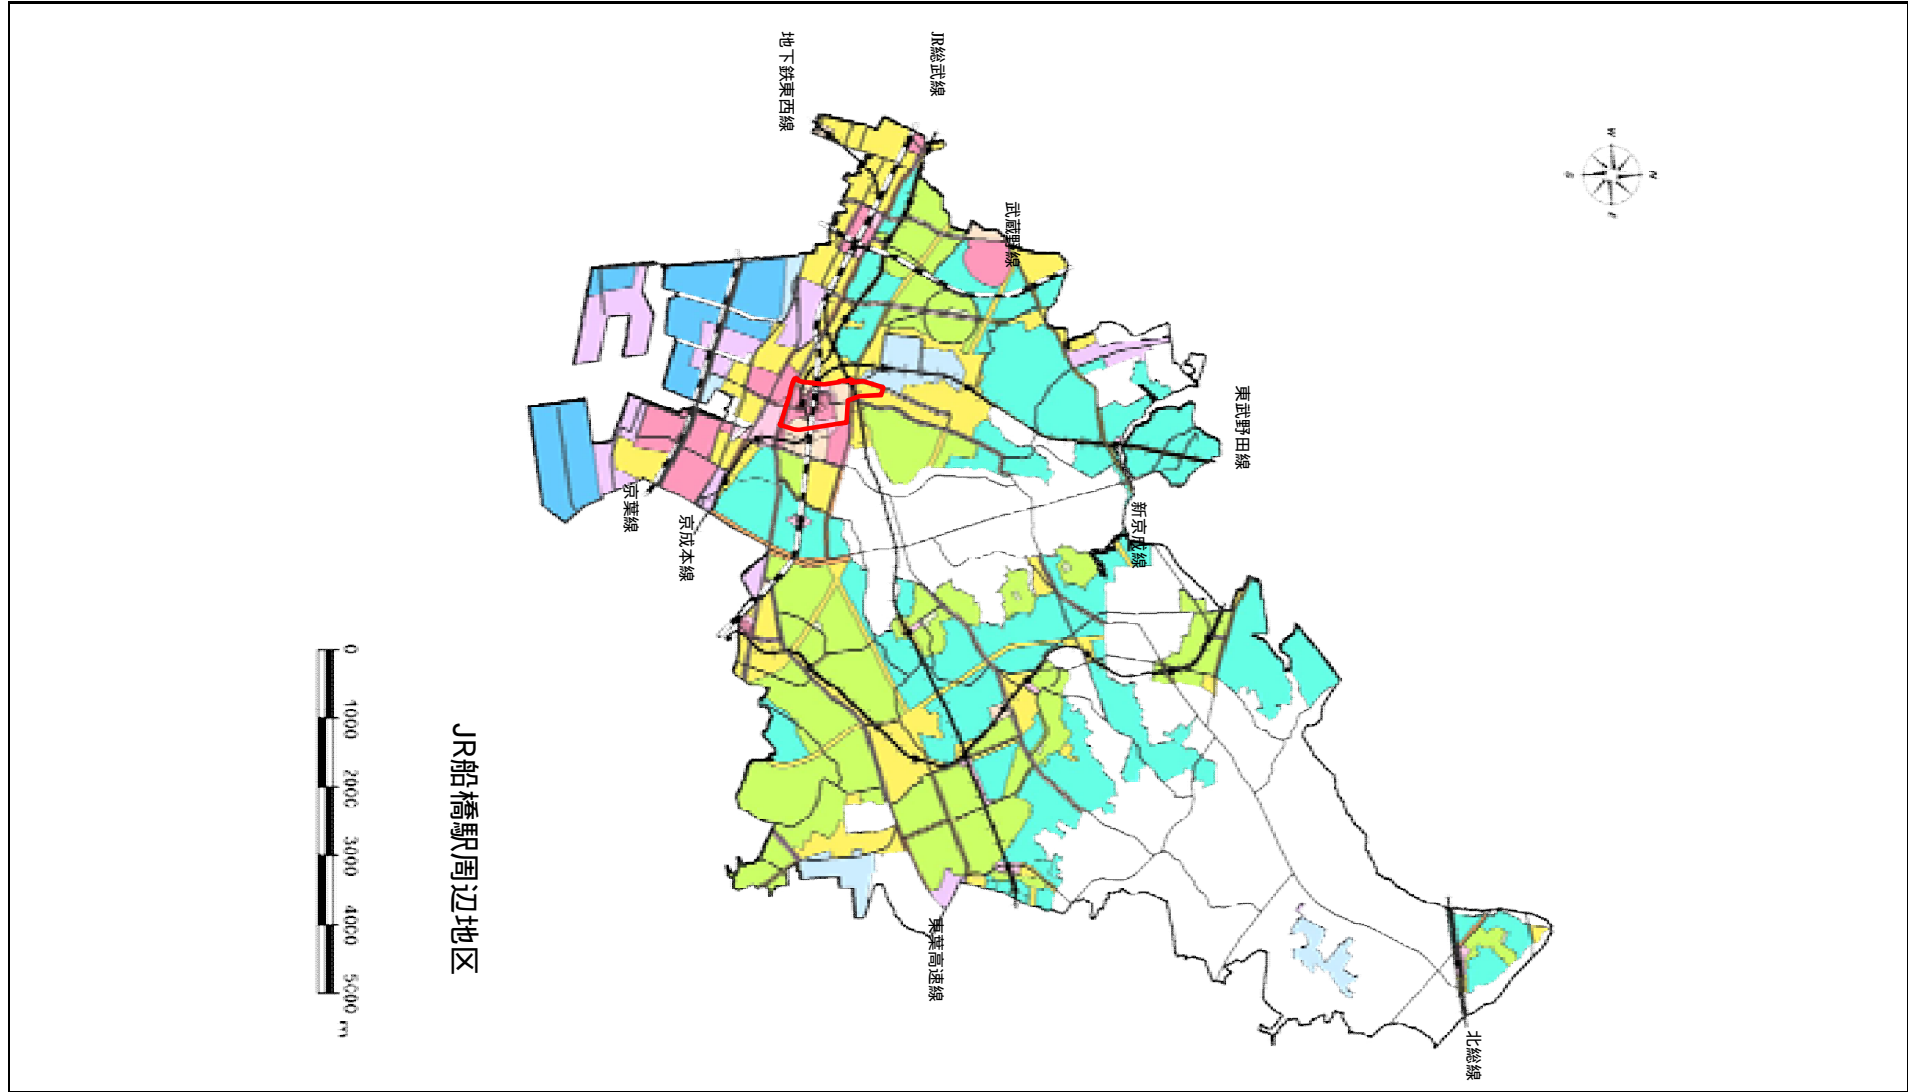 JR船橋駅周辺地区
地下鉄東西線
JR総武線
武蔵野線
東武野田線
新京成線
京葉線
京成本線
東葉高速線
北総線
W
N
S
E
0
1000
2000
3000
4000
5000
m